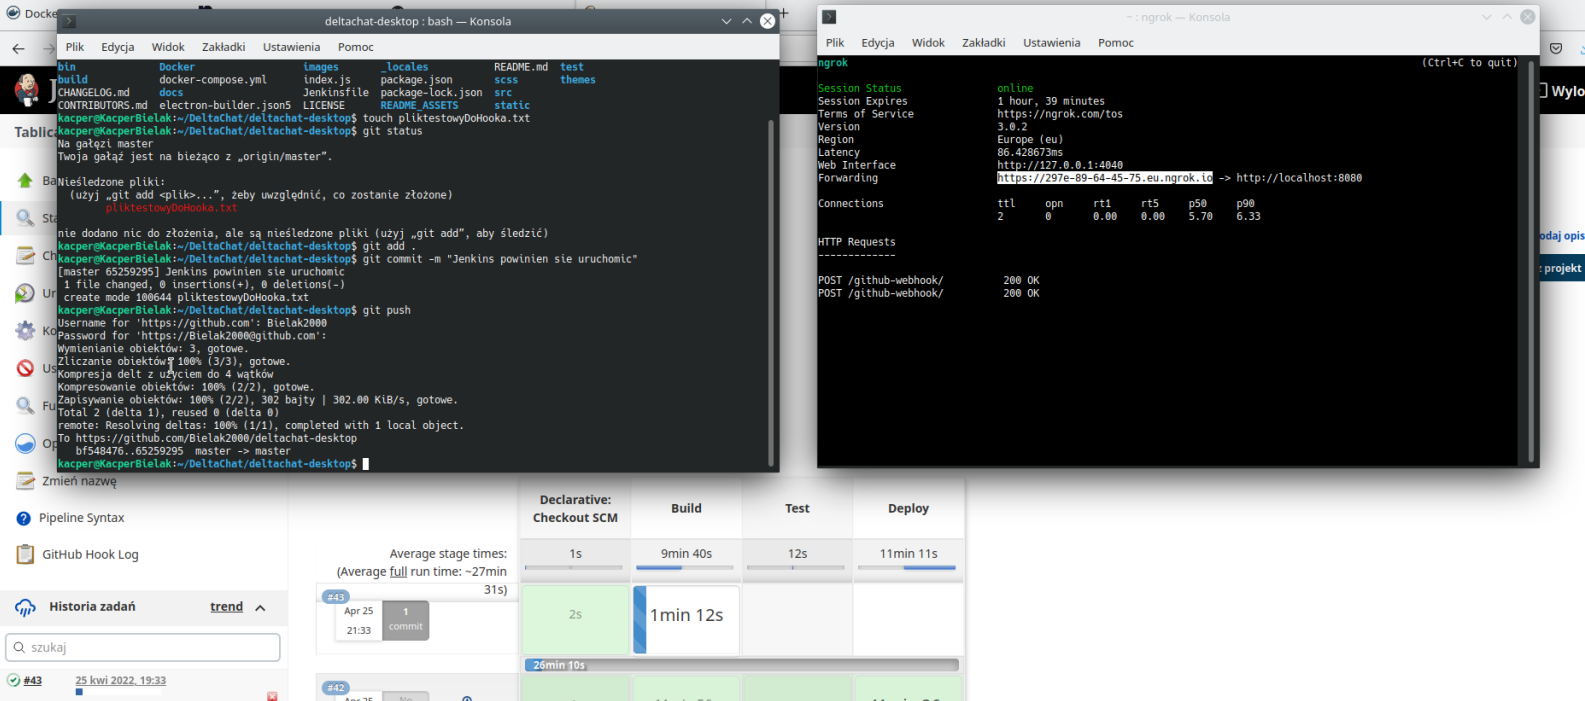 Docke
deltachat-desktop : bash — Konsola
Plik Edycja Widok Zakładki Ustawienia Pomoc
bin Docker images _locales README.md test
build docker-compose.yml index.js package.json scss themes
CHANGELOG.md docs Jenkinsfile package-lock.json src
CONTRIBUTORS.md electron-builder.json5 LICENSE README_ASSETS static
kacper@KacperBielak:~/DeltaChat/deltachat-desktop$ touch pliktestowyDoHooka.txt
kacper@KacperBielak:~/DeltaChat/deltachat-desktop$ git status
Na gałęzi master
Twoja gałąź jest na bieżąco z „origin/master”.
Nieśledzone pliki:
(użyj „git add <plik>...”, żeby uwzględnić, co zostanie złożone)
pliktestowyDoHooka.txt
nie dodano nic do złożenia, ale są nieśledzone pliki (użyj „git add”, aby śledzić)
kacper@KacperBielak:~/DeltaChat/deltachat-desktop$ git add .
kacper@KacperBielak:~/DeltaChat/deltachat-desktop$ git commit -m "Jenkins powinien sie uruchomic"
[master 65259295] Jenkins powinien sie uruchomic
1 file changed, 0 insertions(+), 0 deletions(-)
create mode 100644 pliktestowyDoHooka.txt
kacper@KacperBielak:~/DeltaChat/deltachat-desktop$ git push
Username for 'https://github.com': Bielak2000
Password for 'https://Bielak2000@github.com':
Wymienianie obiektów: 3, gotowe.
Zliczanie obiektów: 100% (3/3), gotowe.
Kompresja delt z użyciem do 4 wątków
Kompresowanie obiektów: 100% (2/2), gotowe.
Zapisywanie obiektów: 100% (2/2), 302 bajty | 302.00 KiB/s, gotowe.
Total 2 (delta 1), reused 0 (delta 0)
remote: Resolving deltas: 100% (1/1), completed with 1 local object.
To https://github.com/Bielak2000/deltachat-desktop
bf548476..65259295 master -> master
kacper@KacperBielak:~/DeltaChat/deltachat-desktop$
~ : ngrok — Konsola
Plik Edycja Widok Zakładki Ustawienia Pomoc
ngrok (Ctrl+C to quit)
Session Status online
Session Expires 1 hour, 39 minutes
Terms of Service https://ngrok.com/tos
Version 3.0.2
Region Europe (eu)
Latency 86.428673ms
Web Interface http://127.0.0.1:4040
Forwarding https://297e-89-64-45-75.eu.ngrok.io -> http://localhost:8080
Connections ttl opn rt1 rt5 p50 p90
2 0 0.00 0.00 5.70 6.33
HTTP Requests
-------------
POST /github-webhook/ 200 OK
POST /github-webhook/ 200 OK
Wylo
Tablic
Ba
Sta
Ch
Ur
Ko
Us
Fu
Op
odaj opis
z projekt
Zmień nazwę
Pipeline Syntax
GitHub Hook Log
Historia zadań trend
szukaj
#43 25 kwi 2022, 19:33
Declarative: Checkout SCM Build Test Deploy
Average stage times: 1s 9min 40s 12s 11min 11s
(Average full run time: ~27min
31s)
#43
Apr 25
21:33
1
commit
2s 1min 12s
26min 10s
#42
Apr 25
No